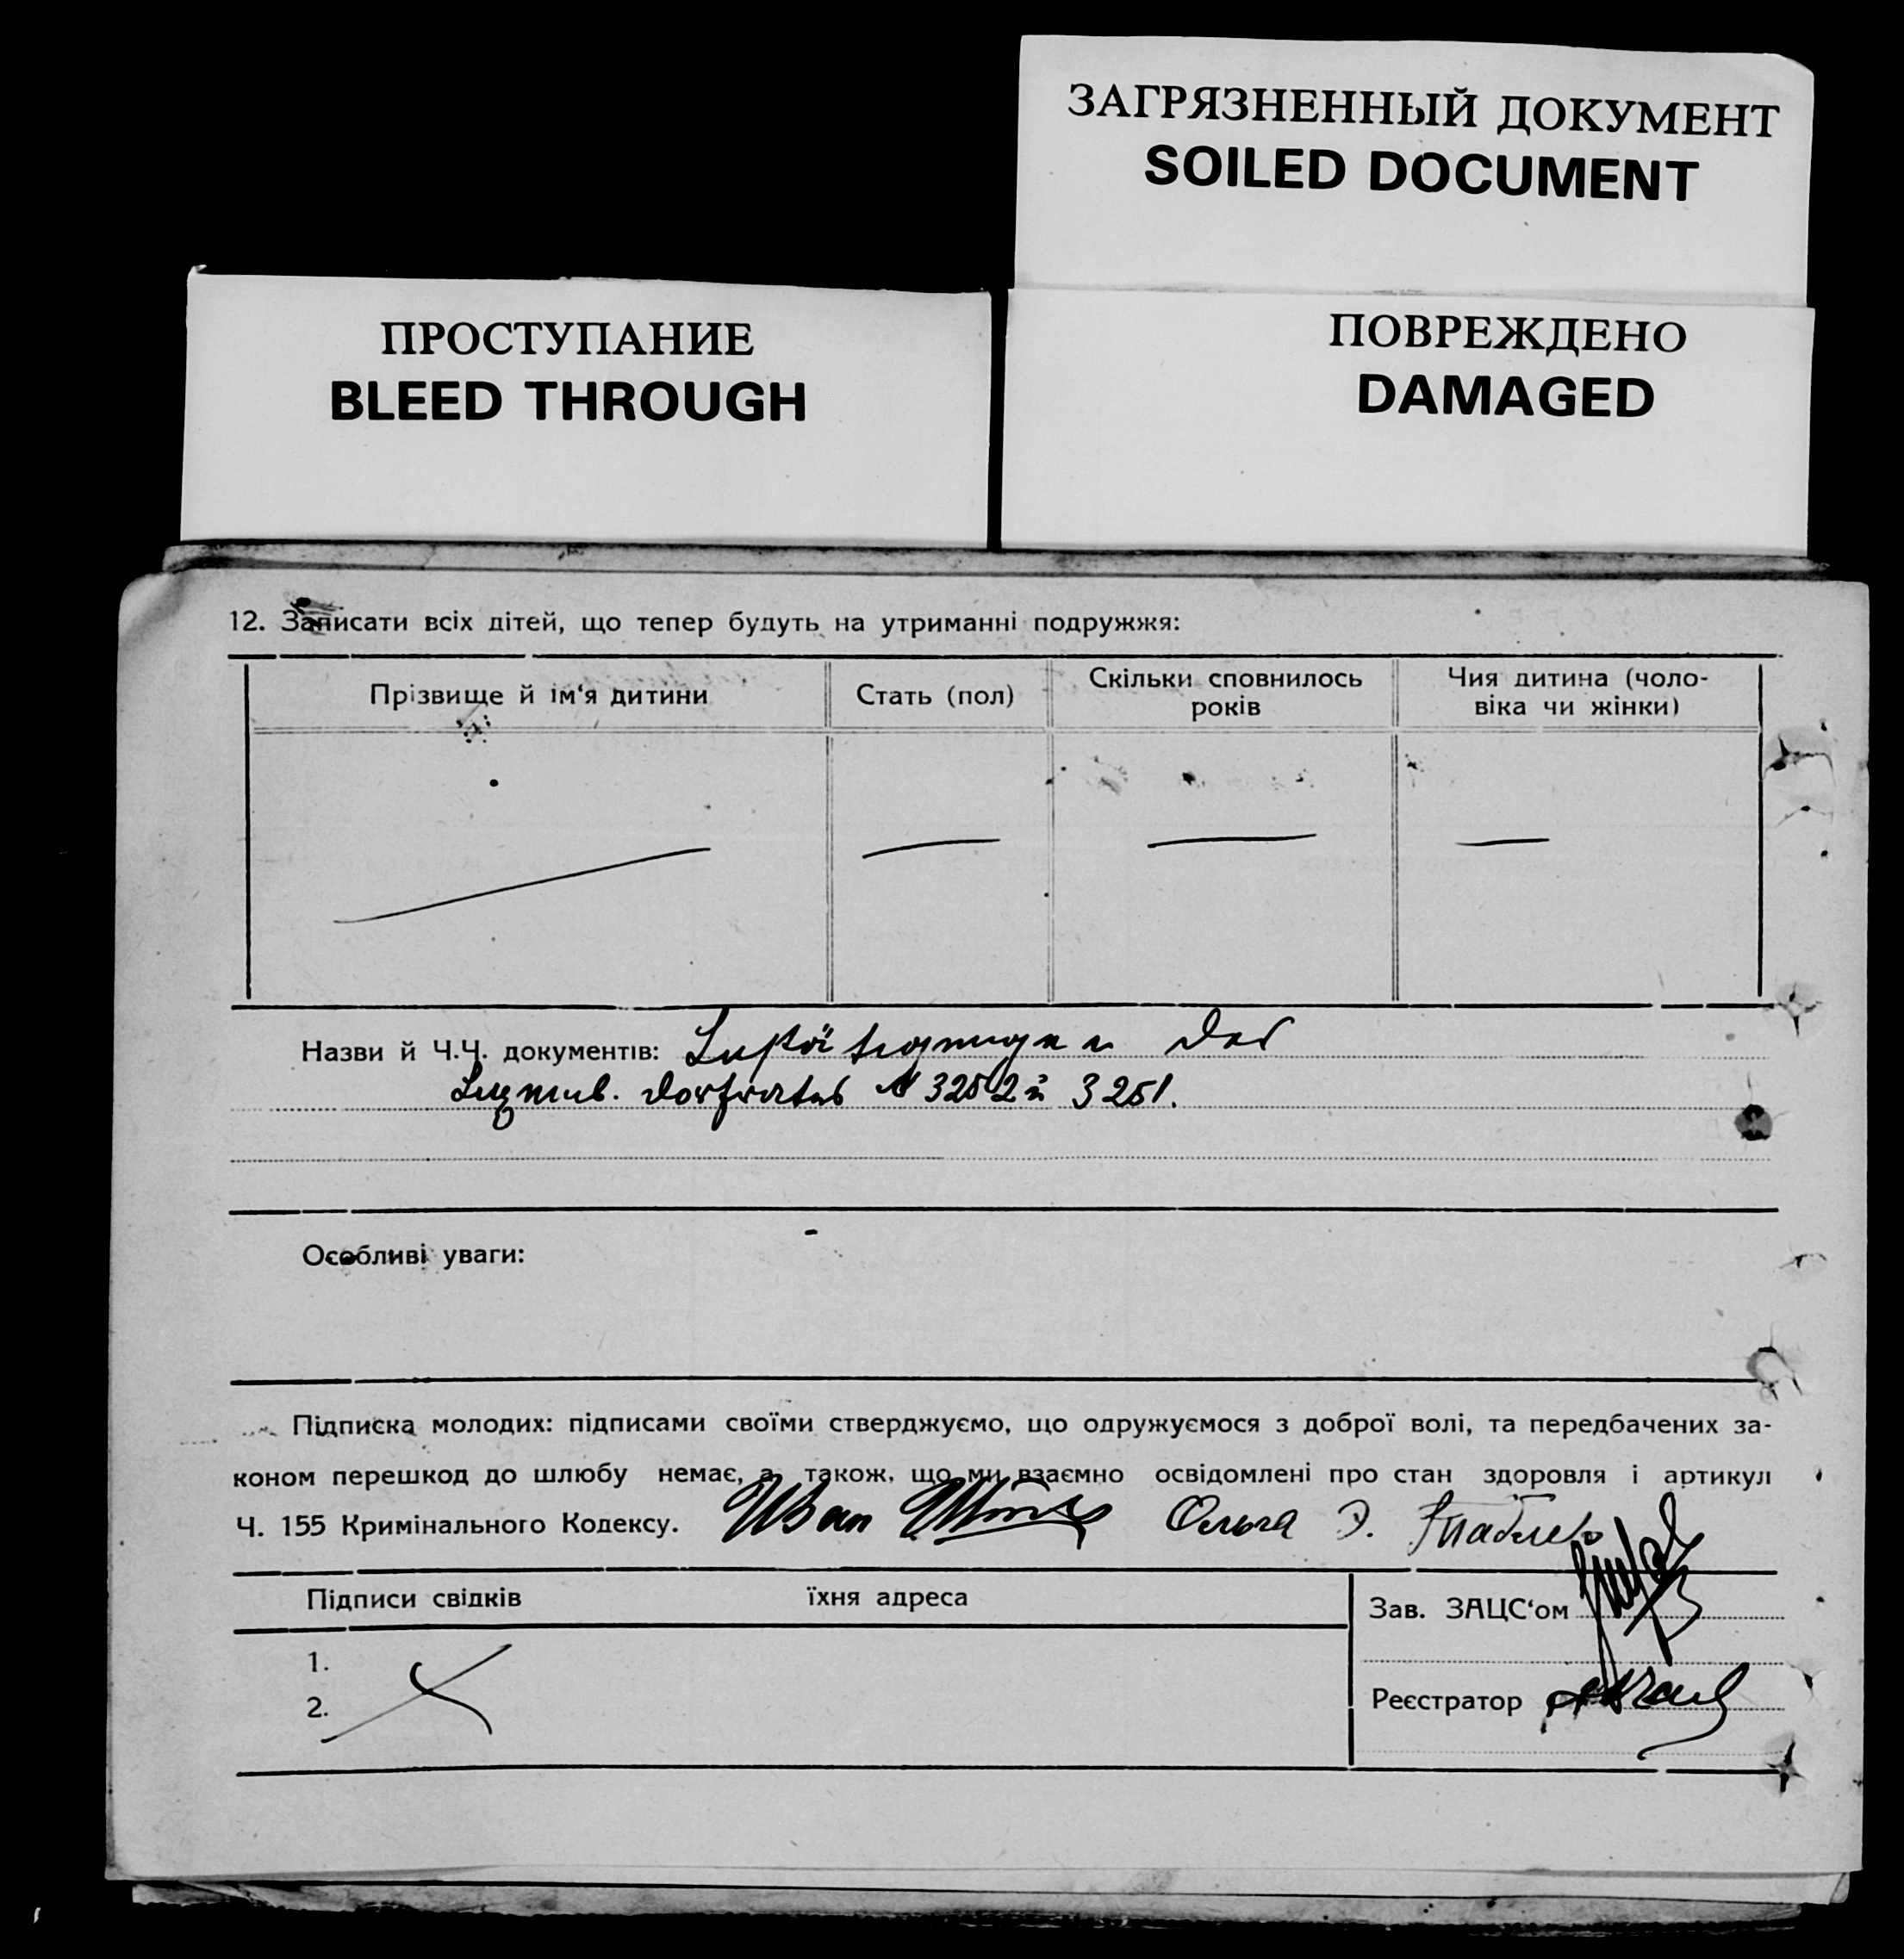 ЗАГРЯЗНЕННЫЙ ДОКУМЕНТ
SOILED DOCUMENT
ПРОСТУПАНИЕ
BLEED THROUGH
ПОВРЕЖДЕНО
DAMAGED
12. Записати всіх дітей, що тепер будуть на утриманні подружжя:
Прізвище й ім‘я дитини
Стать (пол)
Скільки сповнилось
років
Чия дитина (чоло-
віка чи жінки)
Назви й Ч.Ч. документів:
Dorfrates № 3252 3251.
Особливі уваги:
Підписка молодих: підписами своїми стверджуємо, що одружуємося з доброї волі, та передбачених за-
коном перешкод до шлюбу немає, а також, що ми взаємно освідомлені про стан здоровля і артикул
Ч. 155 Кримінального Кодексу. Иван Ольга Э.
Підписи свідків їхня адреса
Зав. ЗАЦС‘ом
1.
2.
Реєстратор